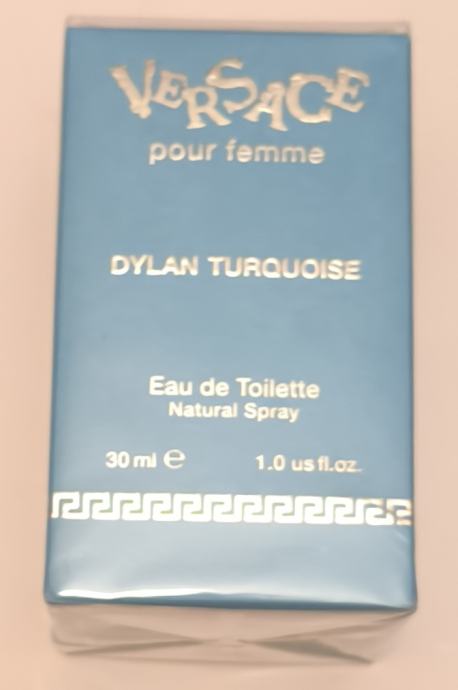 VERSACE
pour femme
DYLAN TURQUOISE
Eau de Toilette
Natural Spray
30 ml ℮ 1.0 us fl.oz.